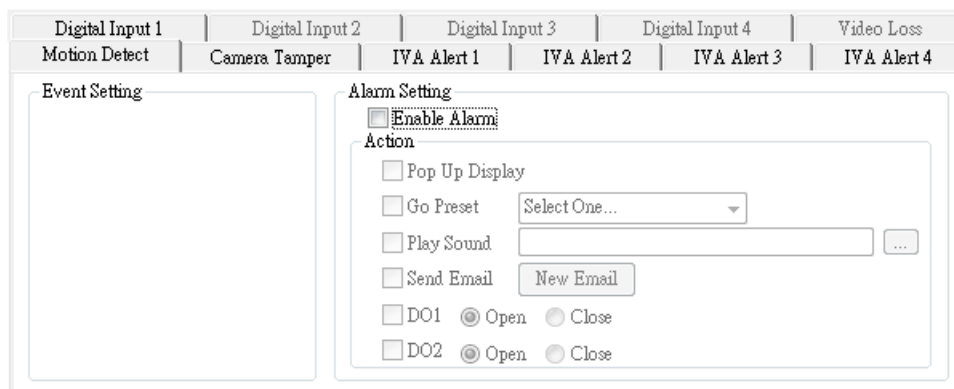 Digital Input 1 Digital Input 2 Digital Input 3 Digital Input 4 Video Loss
Motion Detect Camera Tamper IVA Alert 1 IVA Alert 2 IVA Alert 3 IVA Alert 4
Event Setting
Alarm Setting
Enable Alarm
Action
Pop Up Display
Go Preset Select One...
Play Sound ...
Send Email New Email
DO1 Open Close
DO2 Open Close